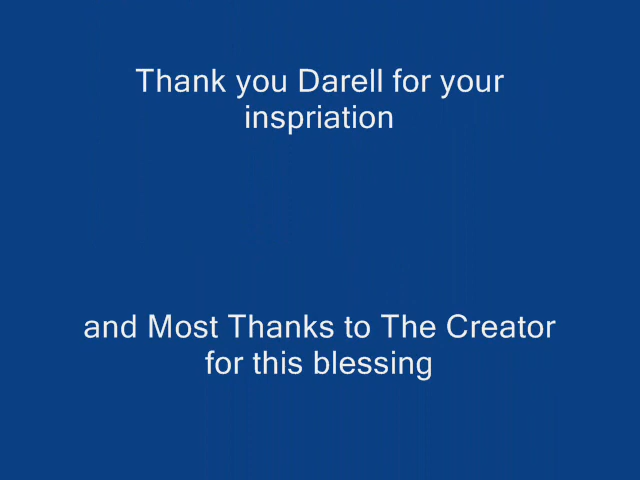 Thank you Darell for your
inspriation
and Most Thanks to The Creator
for this blessing